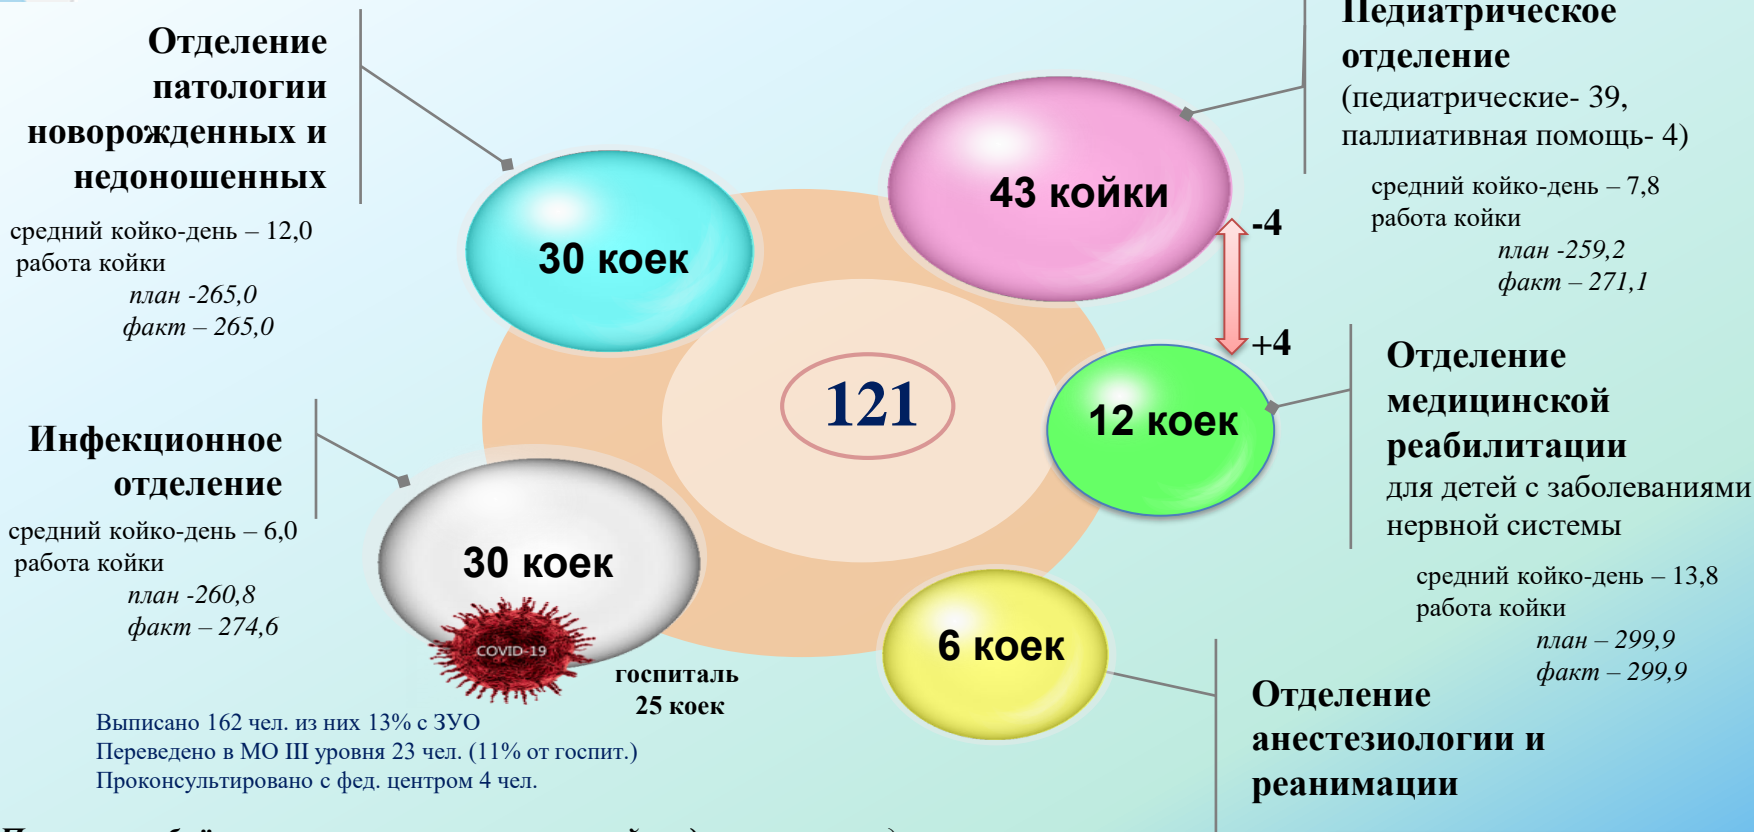 Отделение
патологии
новорожденных и
недоношенных
средний койко-день – 12,0
работа койки
план -265,0
факт – 265,0
30 коек
43 койки
Педиатрическое
отделение
(педиатрические- 39,
паллиативная помощь- 4)
средний койко-день – 7,8
работа койки
план -259,2
факт – 271,1
-4
+4
121
12 коек
Отделение
медицинской
реабилитации
для детей с заболеваниями
нервной системы
средний койко-день – 13,8
работа койки
план – 299,9
факт – 299,9
Инфекционное
отделение
средний койко-день – 6,0
работа койки
план -260,8
факт – 274,6
30 коек
COVID-19
госпиталь
25 коек
6 коек
Отделение
анестезиологии и
реанимации
Выписано 162 чел. из них 13% с ЗУО
Переведено в МО III уровня 23 чел. (11% от госпит.)
Проконсультировано с фед. центром 4 чел.